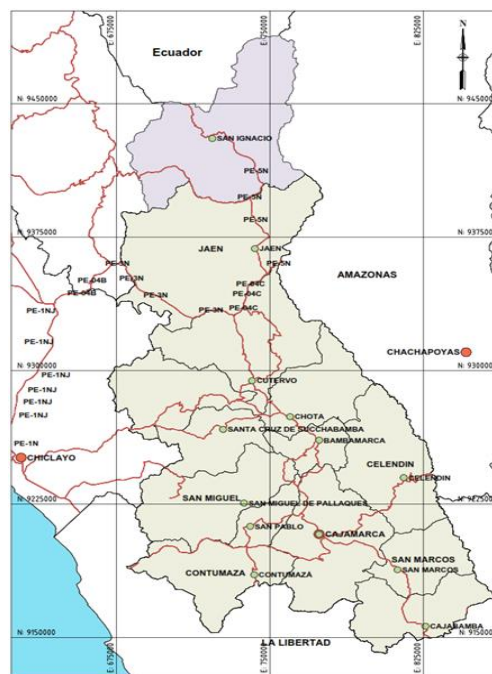 E: 675000
E: 750000
E: 825000
Ecuador
N
N: 9450000
N: 9450000
SAN IGNACIO
PE-5N
PE-5N
PE-5N
N: 9375000
N: 9375000
JAEN
JAEN
PE-5N
PE-3N
AMAZONAS
PE-04B
PE-3N
PE-04C
PE-04B
PE-3N
PE-04C
PE-1NJ
PE-3N
PE-04C
PE-1NJ
CHACHAPOYAS
N: 9300000
PE-1NJ
CUTERVO
PE-1NJ
PE-1NJ
PE-1NJ
CHOTA
SANTA CRUZ DE SUCCHABAMBA
PE-1N
BAMBAMARCA
CHICLAYO
CELENDIN
CELENDIN
N: 9225000
SAN MIGUEL
SAN MIGUEL DE PALLAQUES
SAN PABLO
CAJAMARCA
SAN MARCOS
CONTUMAZA
CONTUMAZÁ
SAN MARCOS
CAJABAMBA
N: 9150000
LA LIBERTAD
E: 675000
E: 750000
E: 825000